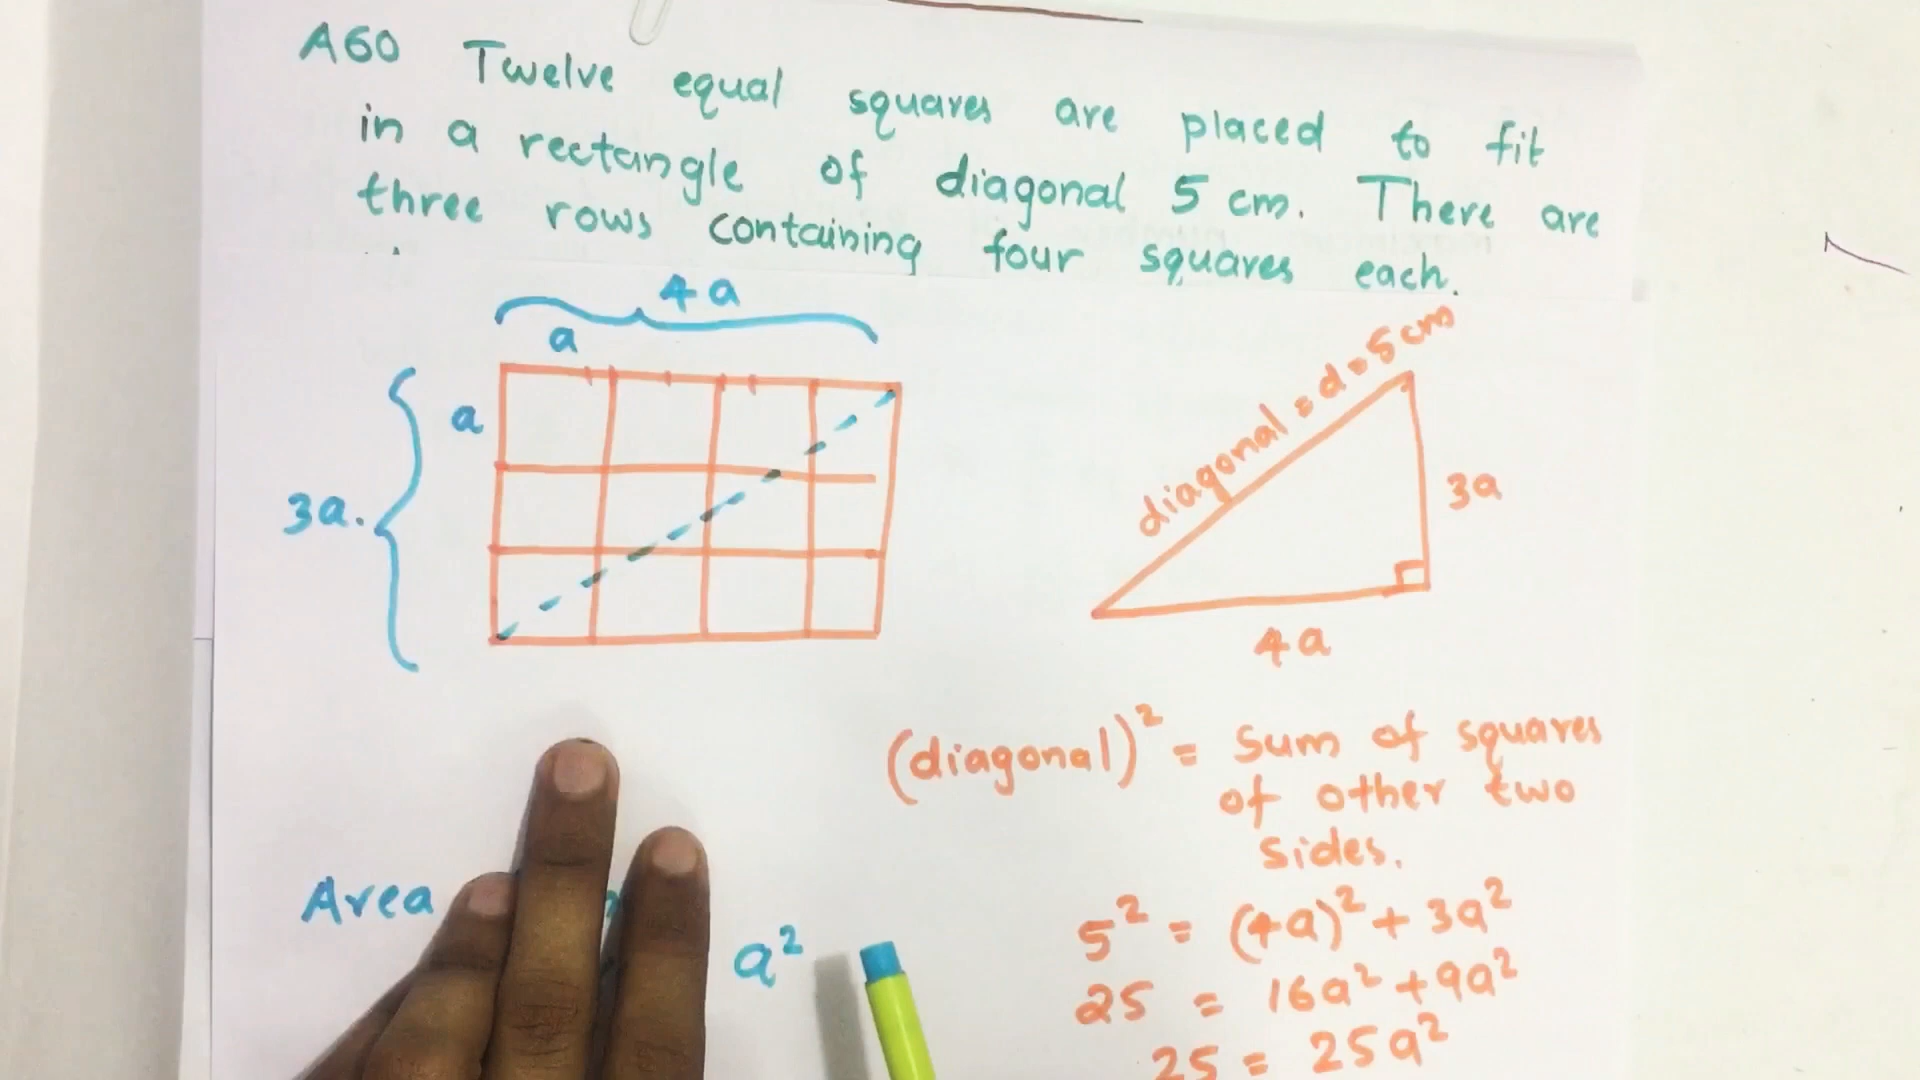 A60 Twelve equal squares are placed to fit
in a rectangle of diagonal 5 cm. There are
three rows containing four squares each.
4a
a
a
3a.
diagonal = d = 5cm
3a
4a
(diagonal)² = Sum of squares
of other two
sides.
Area
a²
5² = (4a)² + 3a²
25 = 16a² + 9a²
25 = 25a²